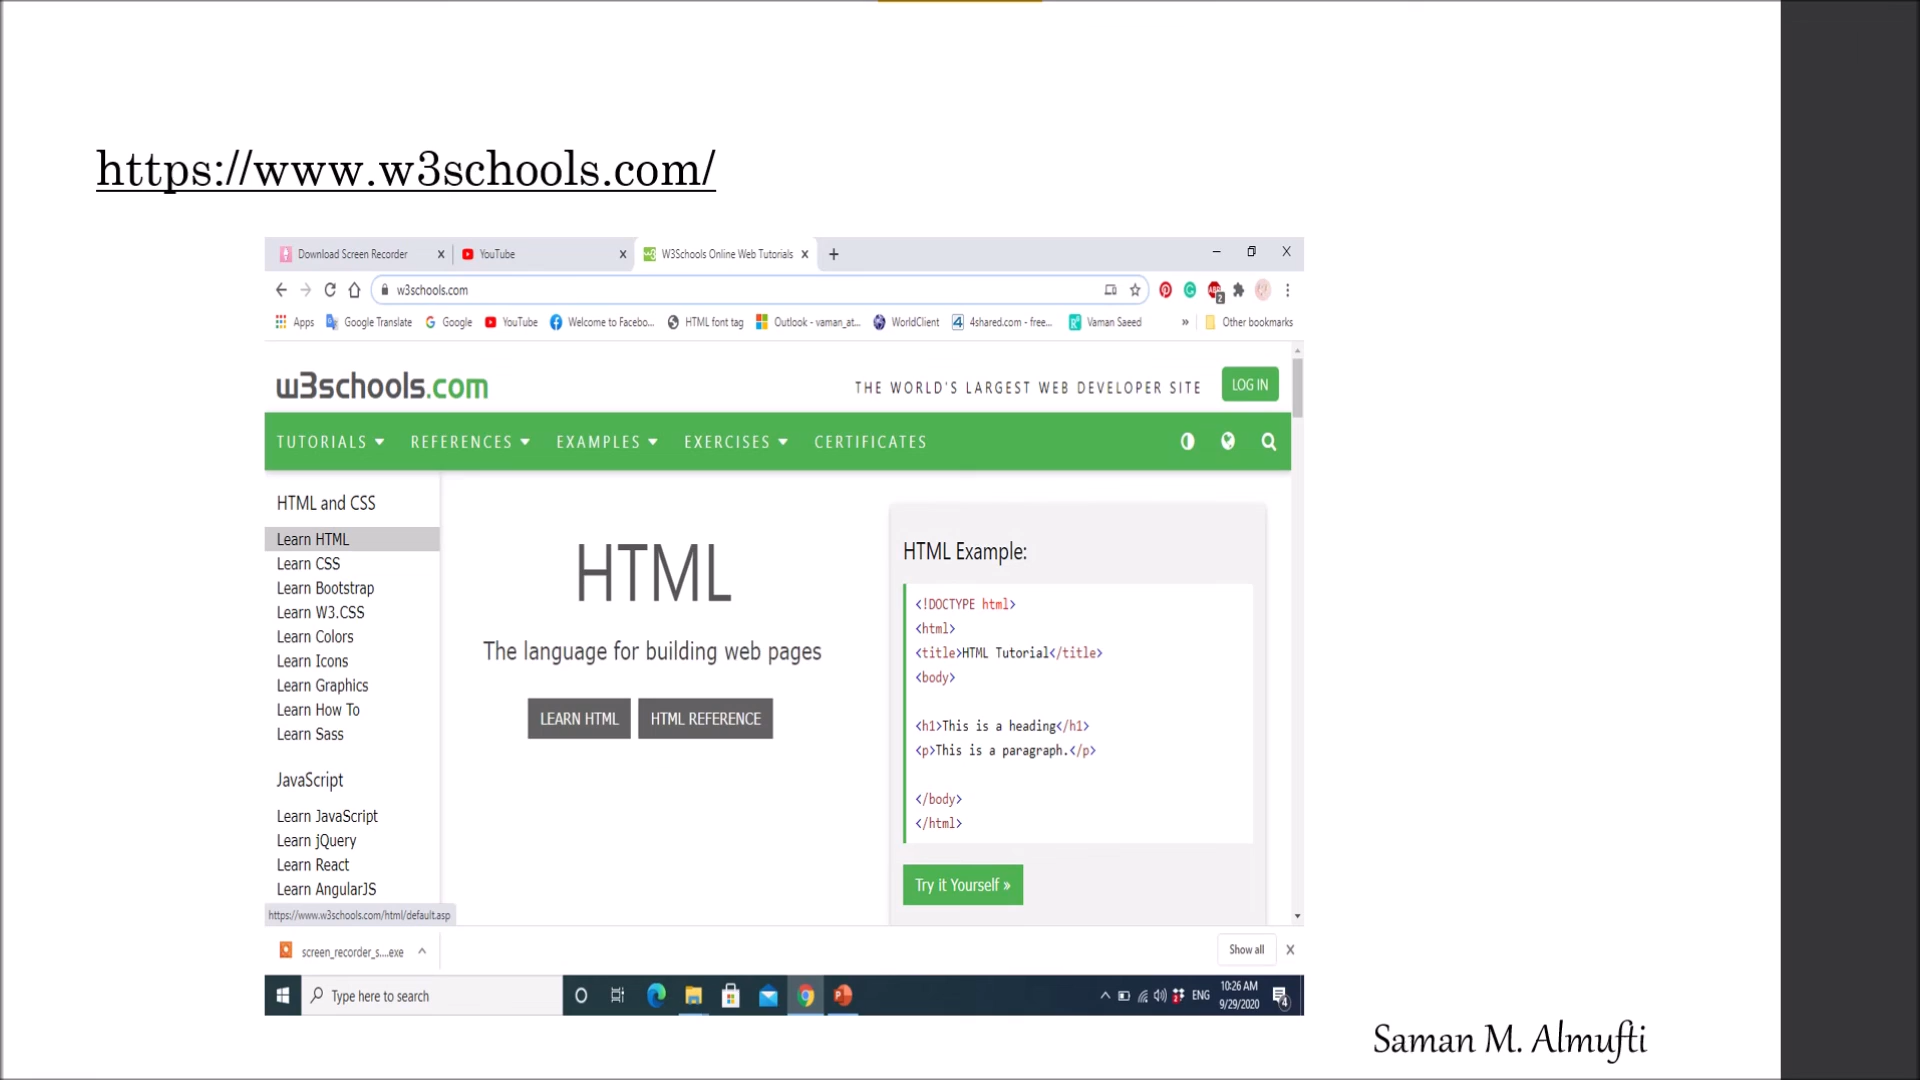 https://www.w3schools.com/
Download Screen Recorder
YouTube
W3Schools Online Web Tutorials
w3schools.com
2
Apps
Google Translate
Google
YouTube
Welcome to Facebo...
HTML font tag
Outlook - vaman_at...
WorldClient
4shared.com - free...
Vaman Saeed
»
Other bookmarks
w3schools.com
THE WORLD'S LARGEST WEB DEVELOPER SITE
LOG IN
TUTORIALS
REFERENCES
EXAMPLES
EXERCISES
CERTIFICATES
HTML and CSS
Learn HTML
Learn CSS
Learn Bootstrap
Learn W3.CSS
Learn Colors
Learn Icons
Learn Graphics
Learn How To
Learn Sass
JavaScript
Learn JavaScript
Learn jQuery
Learn React
Learn AngularJS
https://www.w3schools.com/html/default.asp
HTML
The language for building web pages
LEARN HTML
HTML REFERENCE
HTML Example:
<!DOCTYPE html>
<html>
<title>HTML Tutorial</title>
<body>
<h1>This is a heading</h1>
<p>This is a paragraph.</p>
</body>
</html>
Try it Yourself »
screen_recorder_s....exe
Show all
Type here to search
ENG
10:26 AM
9/29/2020
4
Saman M. Almufti